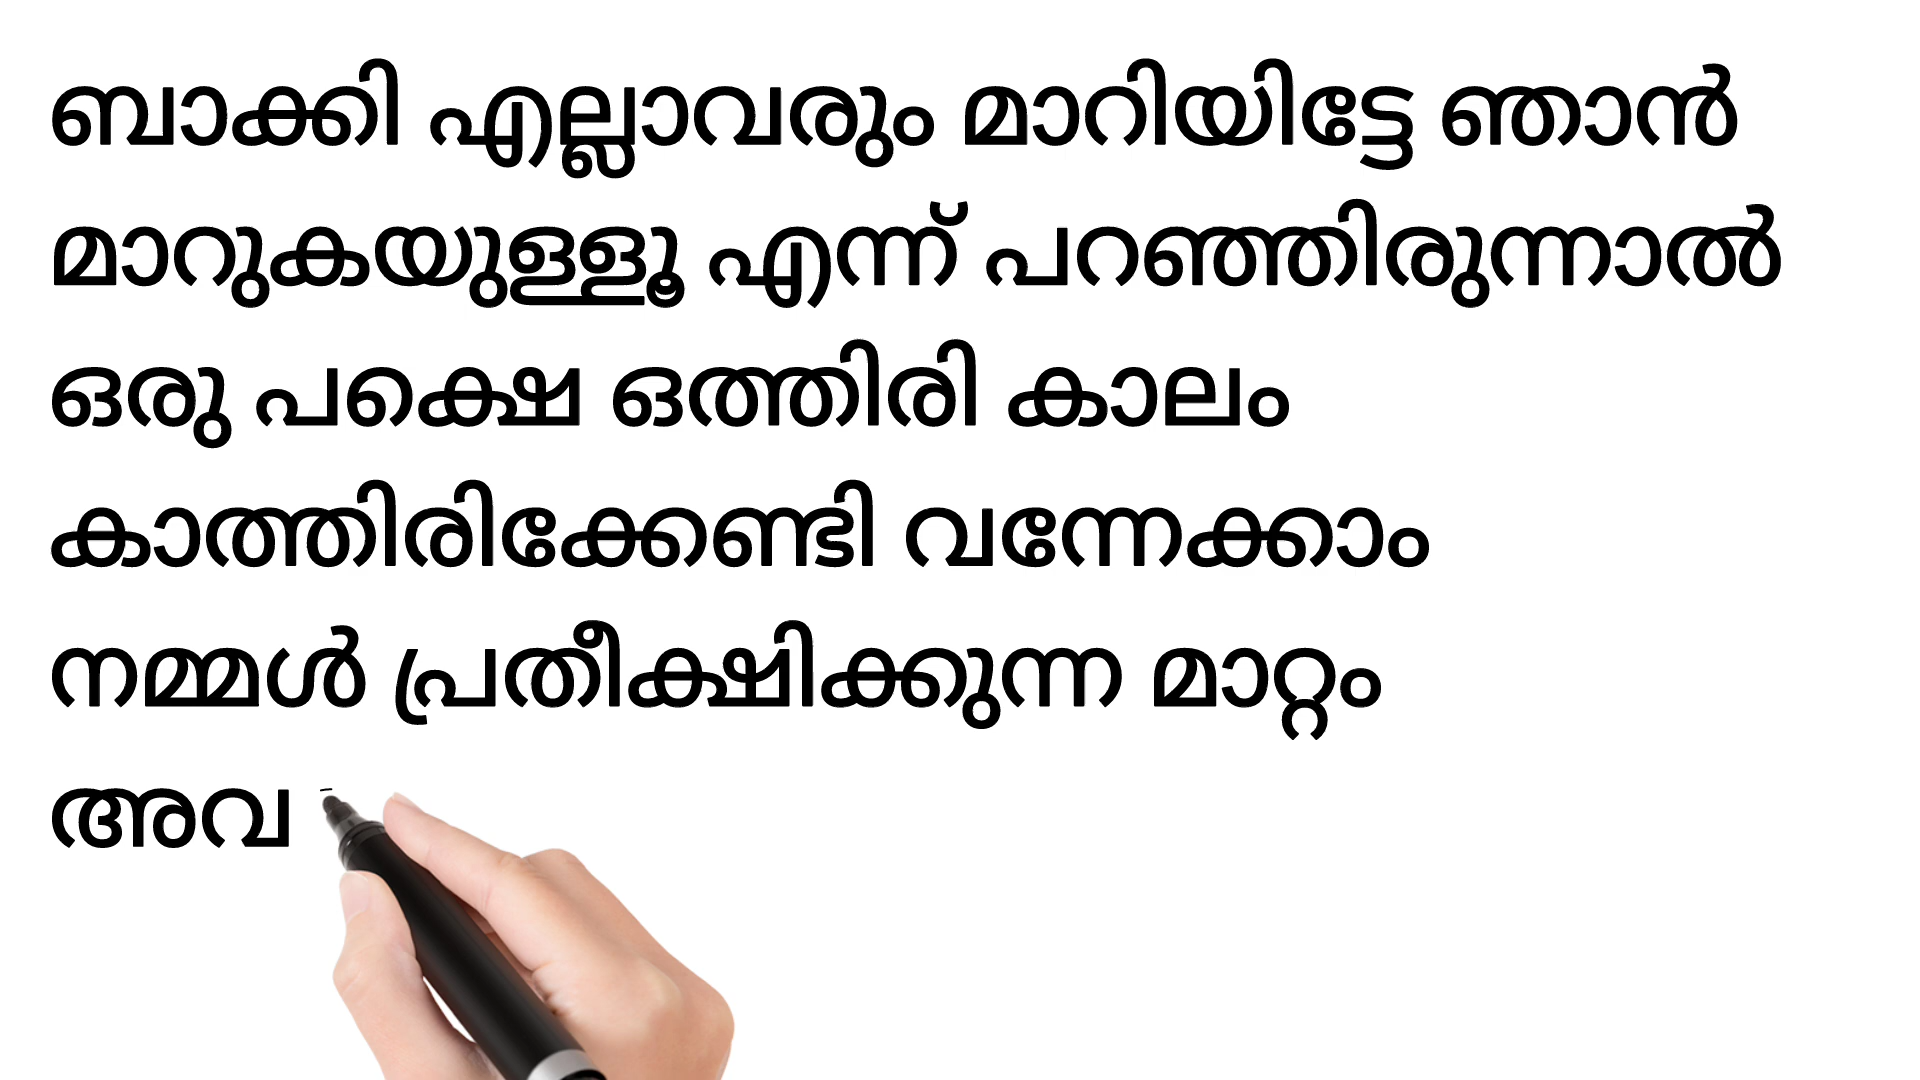 ബാക്കി എല്ലാവരും മാറിയിട്ടേ ഞാൻ
മാറുകയുള്ളൂ എന്ന് പറഞ്ഞിരുന്നാൽ
ഒരു പക്ഷെ ഒത്തിരി കാലം
കാത്തിരിക്കേണ്ടി വന്നേക്കാം
നമ്മൾ പ്രതീക്ഷിക്കുന്ന മാറ്റം
അവ